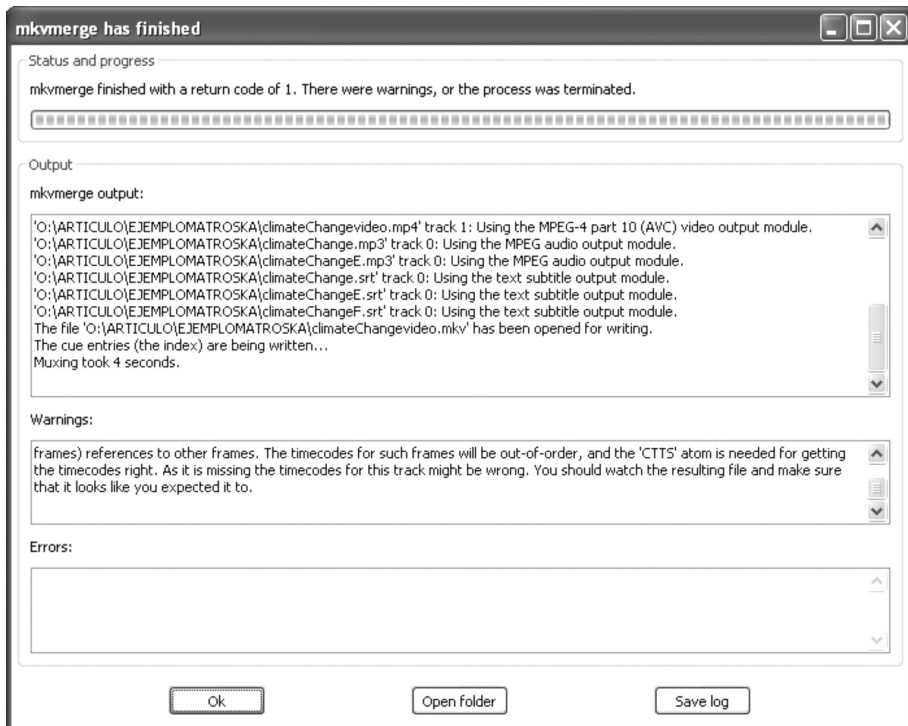 mkvmerge has finished
Status and progress
mkvmerge finished with a return code of 1. There were warnings, or the process was terminated.
Output
mkvmerge output:
'O:\ARTICULO\EJEMPLOMATROSKA\climateChangevideo.mp4' track 1: Using the MPEG-4 part 10 (AVC) video output module.
'O:\ARTICULO\EJEMPLOMATROSKA\climateChange.mp3' track 0: Using the MPEG audio output module.
'O:\ARTICULO\EJEMPLOMATROSKA\climateChangeE.mp3' track 0: Using the MPEG audio output module.
'O:\ARTICULO\EJEMPLOMATROSKA\climateChange.srt' track 0: Using the text subtitle output module.
'O:\ARTICULO\EJEMPLOMATROSKA\climateChangeE.srt' track 0: Using the text subtitle output module.
'O:\ARTICULO\EJEMPLOMATROSKA\climateChangeF.srt' track 0: Using the text subtitle output module.
The file 'O:\ARTICULO\EJEMPLOMATROSKA\climateChangevideo.mkv' has been opened for writing.
The cue entries (the index) are being written...
Muxing took 4 seconds.
Warnings:
frames) references to other frames. The timecodes for such frames will be out-of-order, and the 'CTTS' atom is needed for getting
the timecodes right. As it is missing the timecodes for this track might be wrong. You should watch the resulting file and make sure
that it looks like you expected it to.
Errors:
Ok
Open folder
Save log